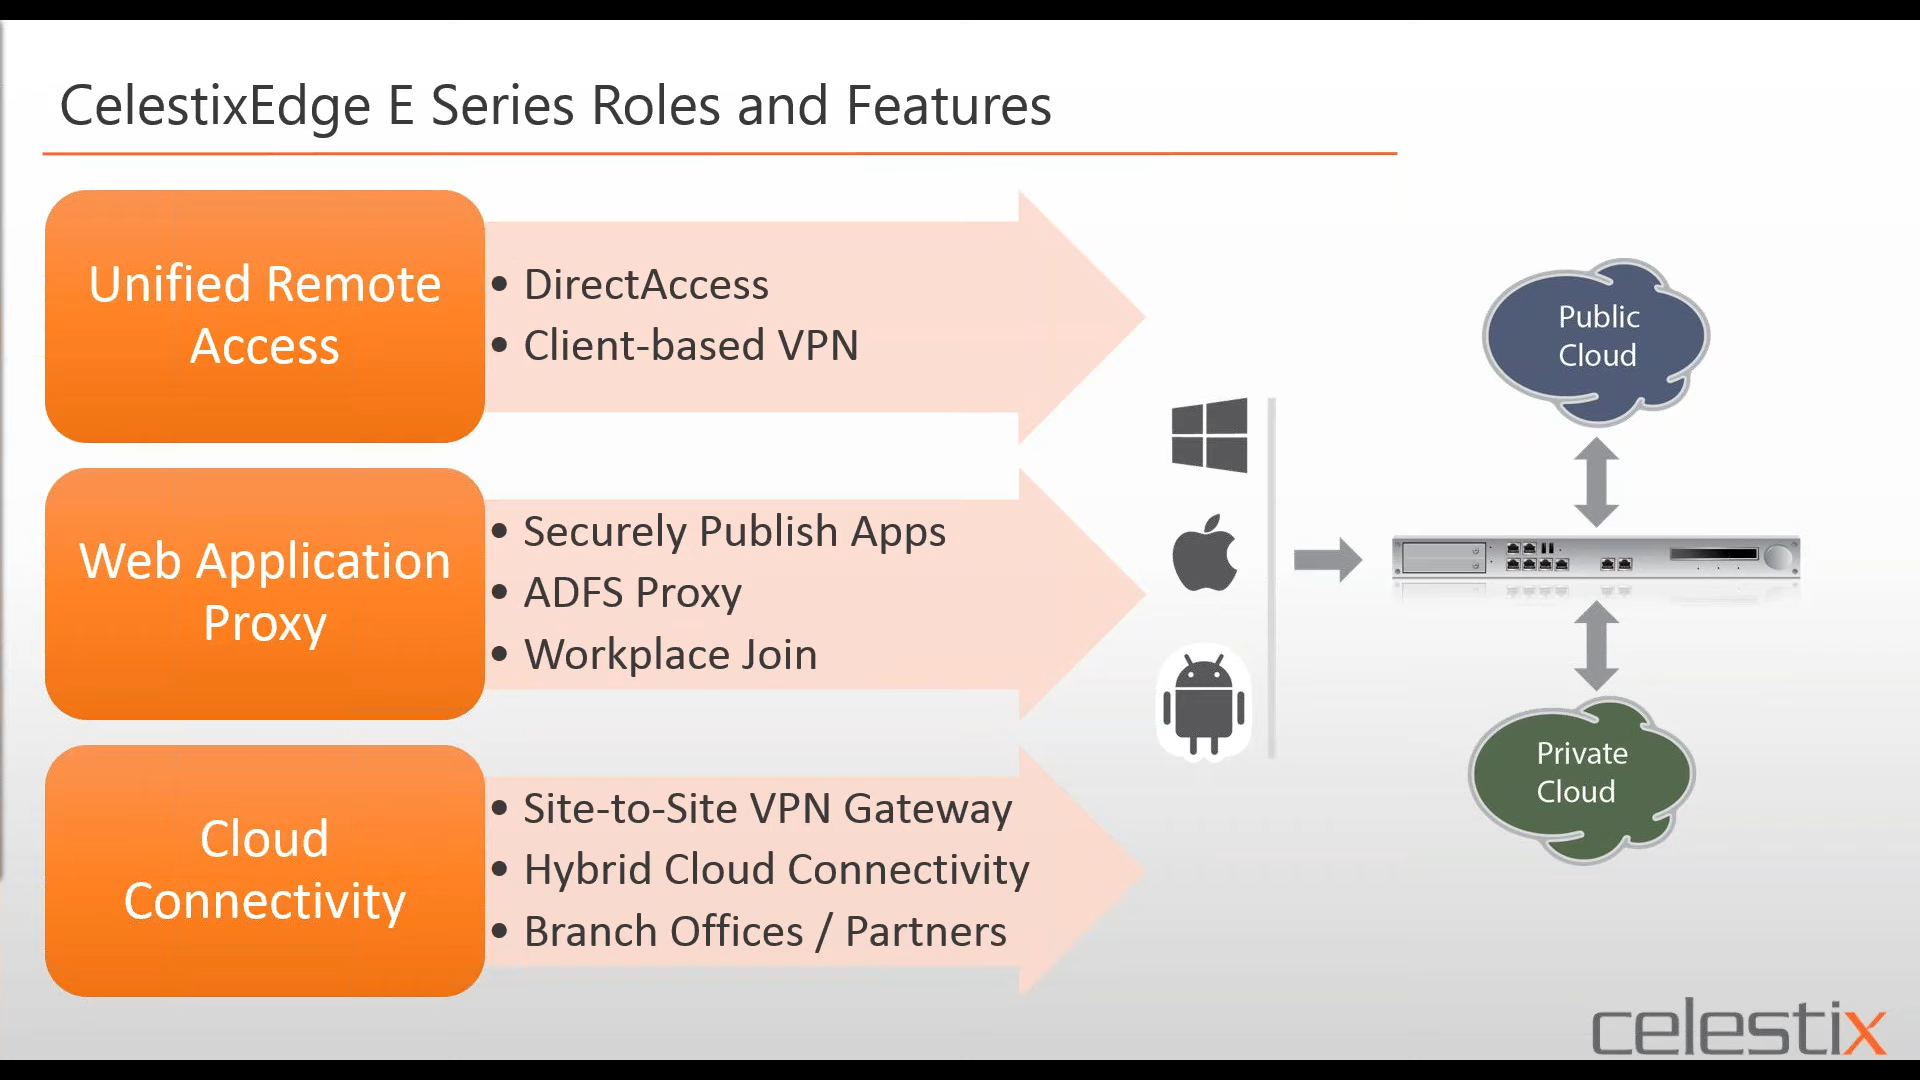 CelestixEdge E Series Roles and Features
Unified Remote
Access
• DirectAccess
• Client-based VPN
Web Application
Proxy
• Securely Publish Apps
• ADFS Proxy
• Workplace Join
Cloud
Connectivity
• Site-to-Site VPN Gateway
• Hybrid Cloud Connectivity
• Branch Offices / Partners
Public
Cloud
Private
Cloud
celestix